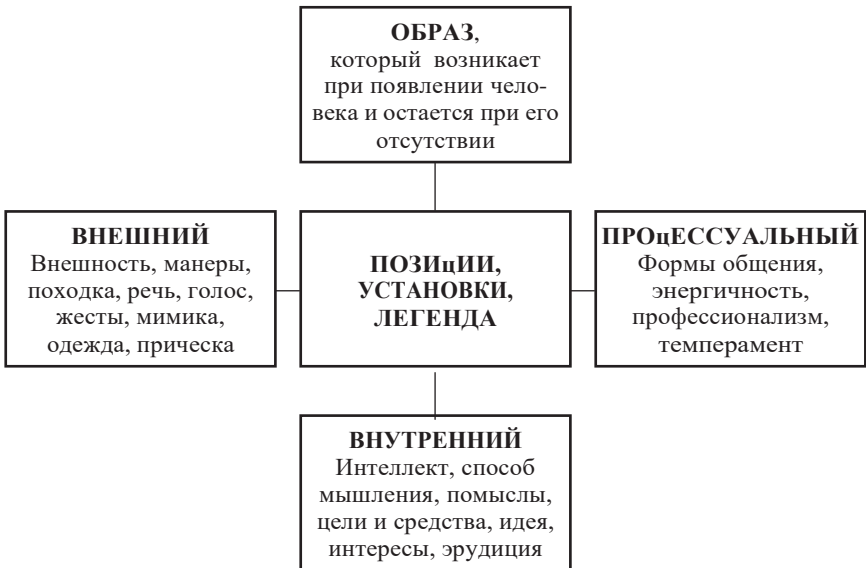 ОБРАЗ,
который возникает
при появлении чело-
века и остается при его
отсутствии
ВНЕШНИЙ
Внешность, манеры,
походка, речь, голос,
жесты, мимика,
одежда, прическа
ПОЗИцИИ,
УСТАНОВКИ,
ЛЕГЕНДА
ПРОцЕССУАЛЬНЫЙ
Формы общения,
энергичность,
профессионализм,
темперамент
ВНУТРЕННИЙ
Интеллект, способ
мышления, помыслы,
цели и средства, идея,
интересы, эрудиция